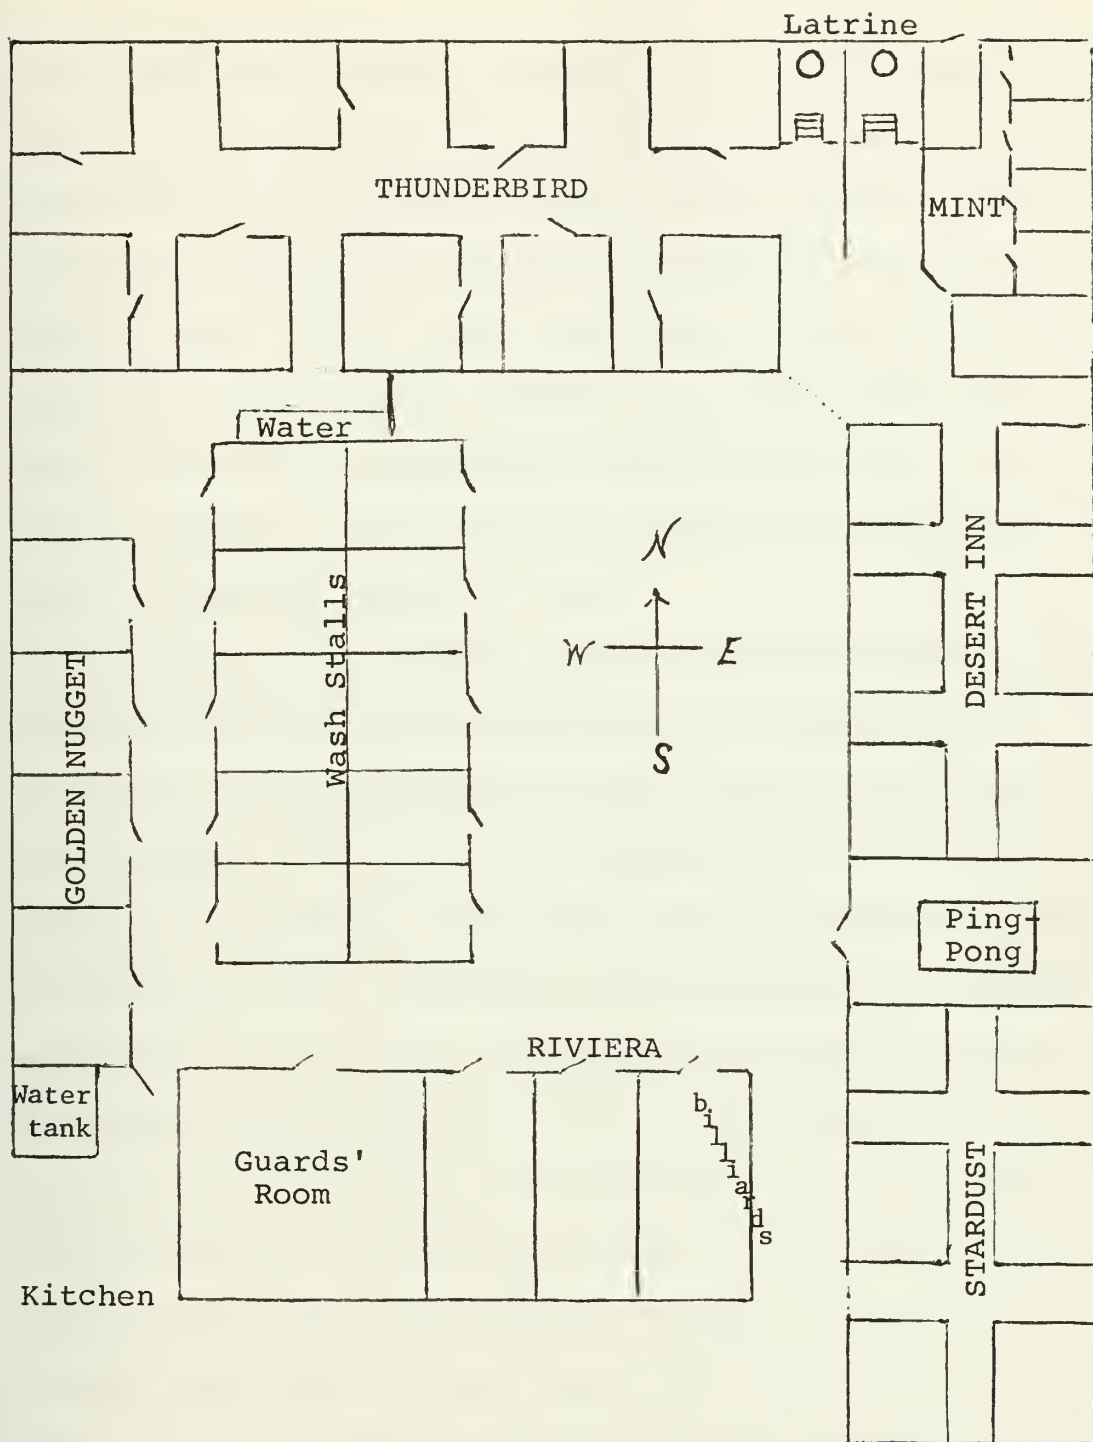 Latrine
THUNDERBIRD
MINT
Water
N
W E
S
Wash Stalls
GOLDEN NUGGET
DESERT INN
Ping-
Pong
RIVIERA
Water
tank
Guards'
Room
billiards
STARDUST
Kitchen